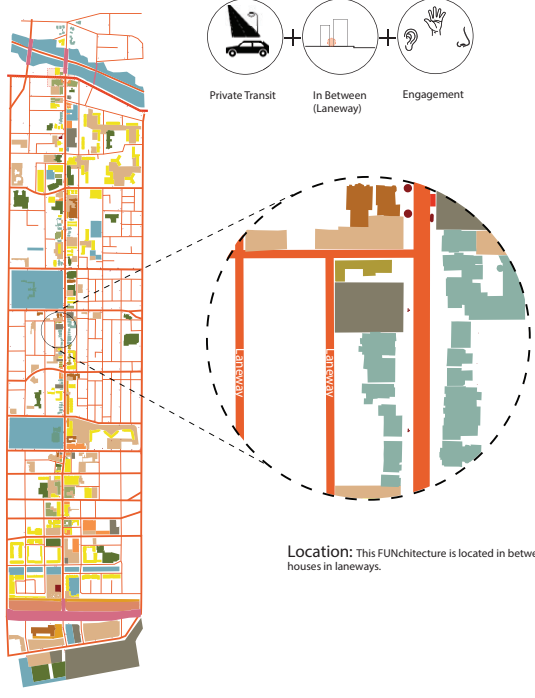 Private Transit
In Between
(Laneway)
Engagement
Laneway
Laneway
Location: This FUNchitecture is located in betwe
houses in laneways.